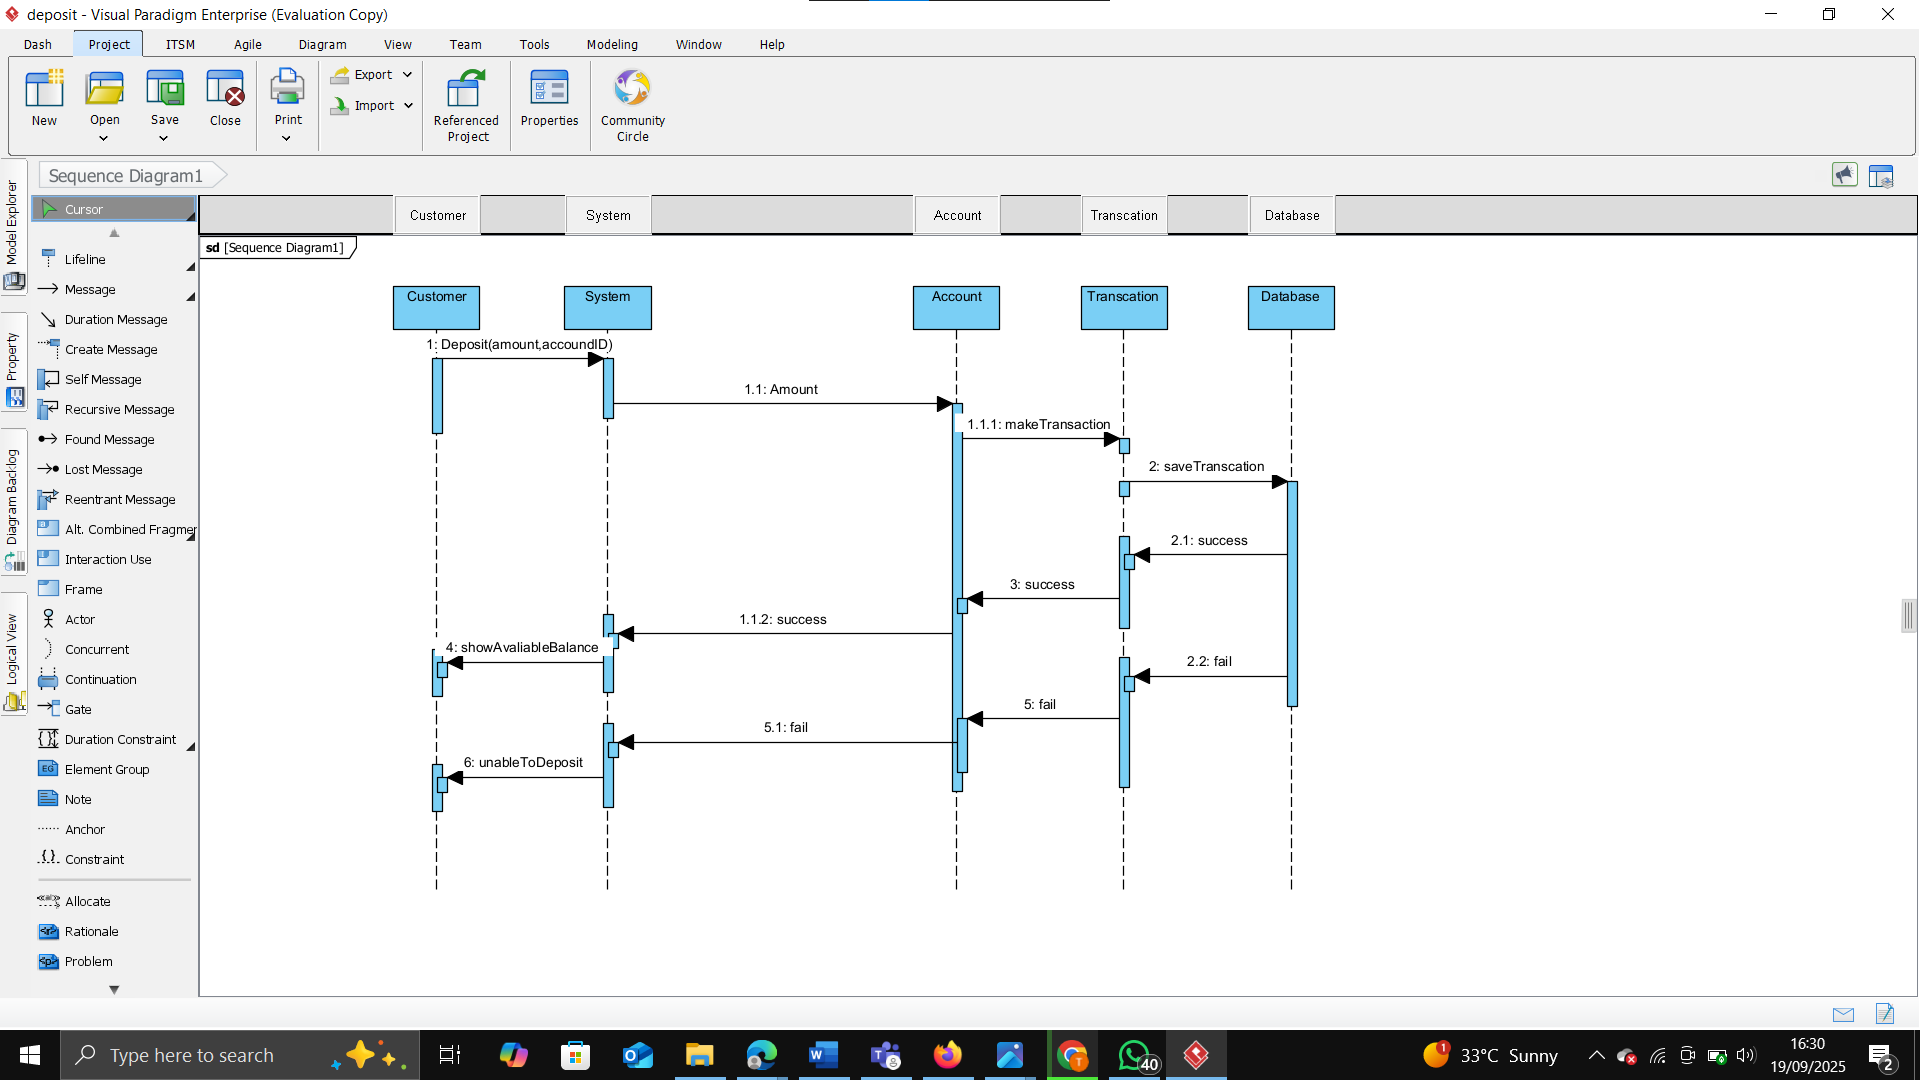 deposit - Visual Paradigm Enterprise (Evaluation Copy)
Dash Project ITSM Agile Diagram View Team Tools Modeling Window Help
New Open Save Close Print Export Import Referenced Project Properties Community Circle
Sequence Diagram1
Model Explorer
Property
Diagram Backlog
Logical View
Cursor
Lifeline
Message
Duration Message
Create Message
Self Message
Recursive Message
Found Message
Lost Message
Reentrant Message
Alt. Combined Fragmer
Interaction Use
Frame
Actor
Concurrent
Continuation
Gate
Duration Constraint
EG Element Group
Note
Anchor
Constraint
Allocate
Rationale
Problem
Customer System Account Transcation Database
sd [Sequence Diagram1]
Customer System Account Transcation Database
1: Deposit(amount,accoundID)
1.1: Amount
1.1.1: makeTransaction
2: saveTranscation
2.1: success
3: success
1.1.2: success
4: showAvaliableBalance
2.2: fail
5: fail
5.1: fail
6: unableToDeposit
Type here to search
40
1
33°C Sunny
16:30
19/09/2025
2